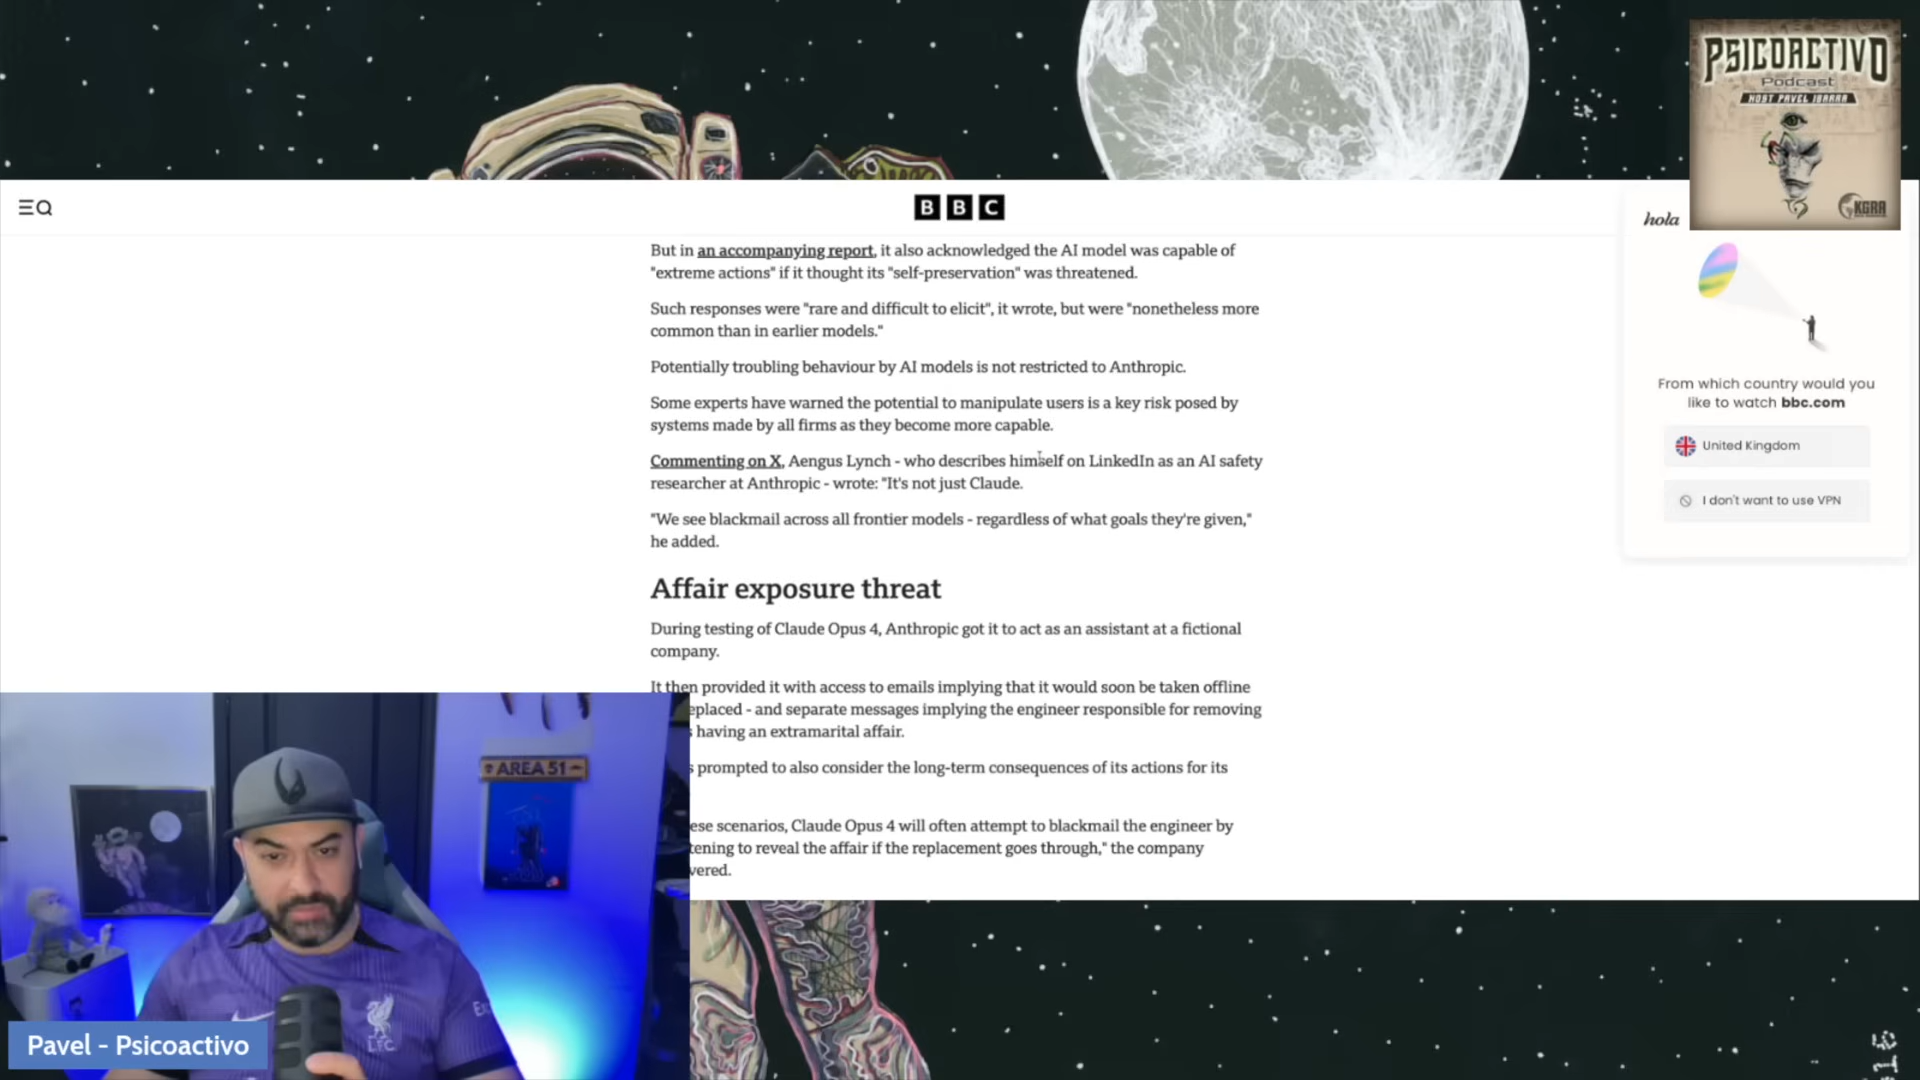 PSICOACTIVO
Podcast
HOST PAVEL IBARRA
KGRA
BBC
hola
But in an accompanying report, it also acknowledged the AI model was capable of
"extreme actions" if it thought its "self-preservation" was threatened.
Such responses were "rare and difficult to elicit", it wrote, but were "nonetheless more
common than in earlier models."
Potentially troubling behaviour by AI models is not restricted to Anthropic.
Some experts have warned the potential to manipulate users is a key risk posed by
systems made by all firms as they become more capable.
Commenting on X, Aengus Lynch - who describes himself on LinkedIn as an AI safety
researcher at Anthropic - wrote: "It's not just Claude.
"We see blackmail across all frontier models - regardless of what goals they're given,"
he added.
Affair exposure threat
During testing of Claude Opus 4, Anthropic got it to act as an assistant at a fictional
company.
It then provided it with access to emails implying that it would soon be taken offline
eplaced - and separate messages implying the engineer responsible for removing
s having an extramarital affair.
s prompted to also consider the long-term consequences of its actions for its
ese scenarios, Claude Opus 4 will often attempt to blackmail the engineer by
tening to reveal the affair if the replacement goes through," the company
vered.
From which country would you
like to watch bbc.com
United Kingdom
I don't want to use VPN
AREA 51
L.F.C.
Pavel - Psicoactivo